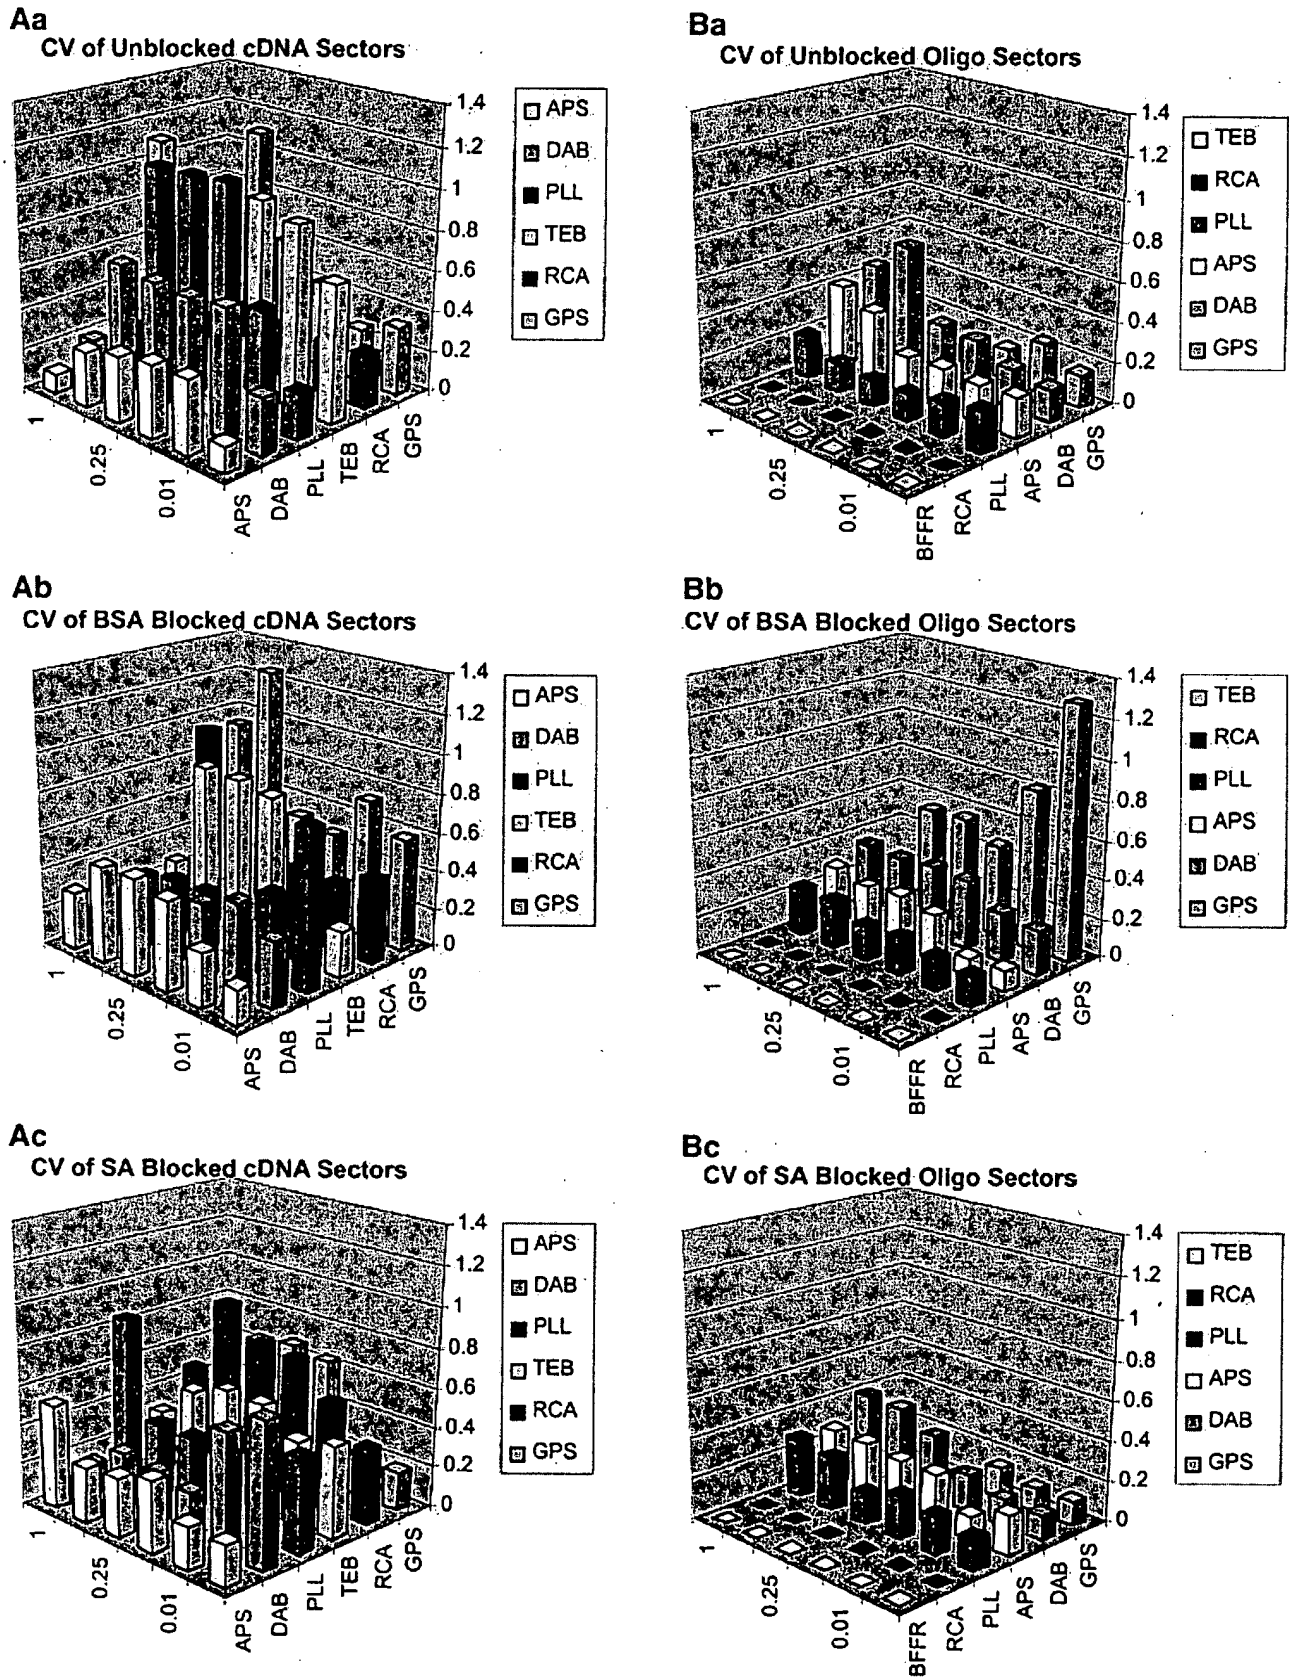 Aa
CV of Unblocked cDNA Sectors
1.4
1.2
1
0.8
0.6
0.4
0.2
0
1
0.25
0.01
APS
DAB
PLL
TEB
RCA
GPS
APS
DAB
PLL
TEB
RCA
GPS
Ba
CV of Unblocked Oligo Sectors
1.4
1.2
1
0.8
0.6
0.4
0.2
0
1
0.25
0.01
BFFR
RCA
PLL
APS
DAB
GPS
TEB
RCA
PLL
APS
DAB
GPS
Ab
CV of BSA Blocked cDNA Sectors
1.4
1.2
1
0.8
0.6
0.4
0.2
0
1
0.25
0.01
APS
DAB
PLL
TEB
RCA
GPS
APS
DAB
PLL
TEB
RCA
GPS
Bb
CV of BSA Blocked Oligo Sectors
1.4
1.2
1
0.8
0.6
0.4
0.2
0
1
0.25
0.01
BFFR
RCA
PLL
APS
DAB
GPS
TEB
RCA
PLL
APS
DAB
GPS
Ac
CV of SA Blocked cDNA Sectors
1.4
1.2
1
0.8
0.6
0.4
0.2
0
1
0.25
0.01
APS
DAB
PLL
TEB
RCA
GPS
APS
DAB
PLL
TEB
RCA
GPS
Bc
CV of SA Blocked Oligo Sectors
1.4
1.2
1
0.8
0.6
0.4
0.2
0
1
0.25
0.01
BFFR
RCA
PLL
APS
DAB
GPS
TEB
RCA
PLL
APS
DAB
GPS